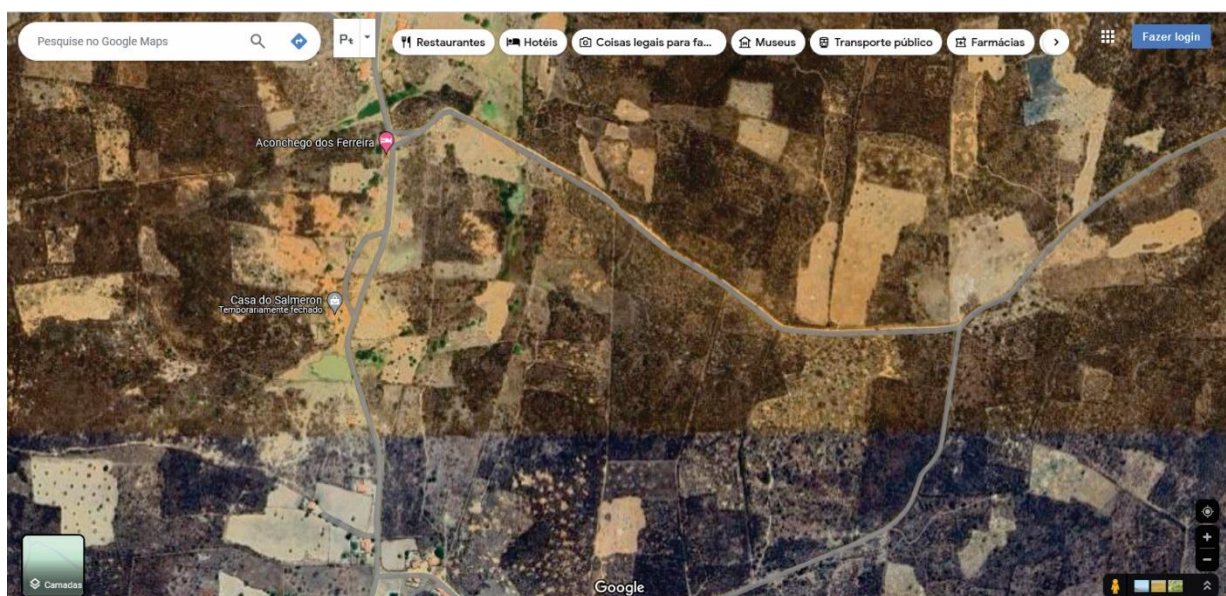 Pesquise no Google Maps
Pt
Restaurantes
Hotéis
Coisas legais para fa...
Museus
Transporte público
Farmácias
Fazer login
Aconchego dos Ferreira
Casa do Salmeron
Temporariamente fechado
Camadas
Google